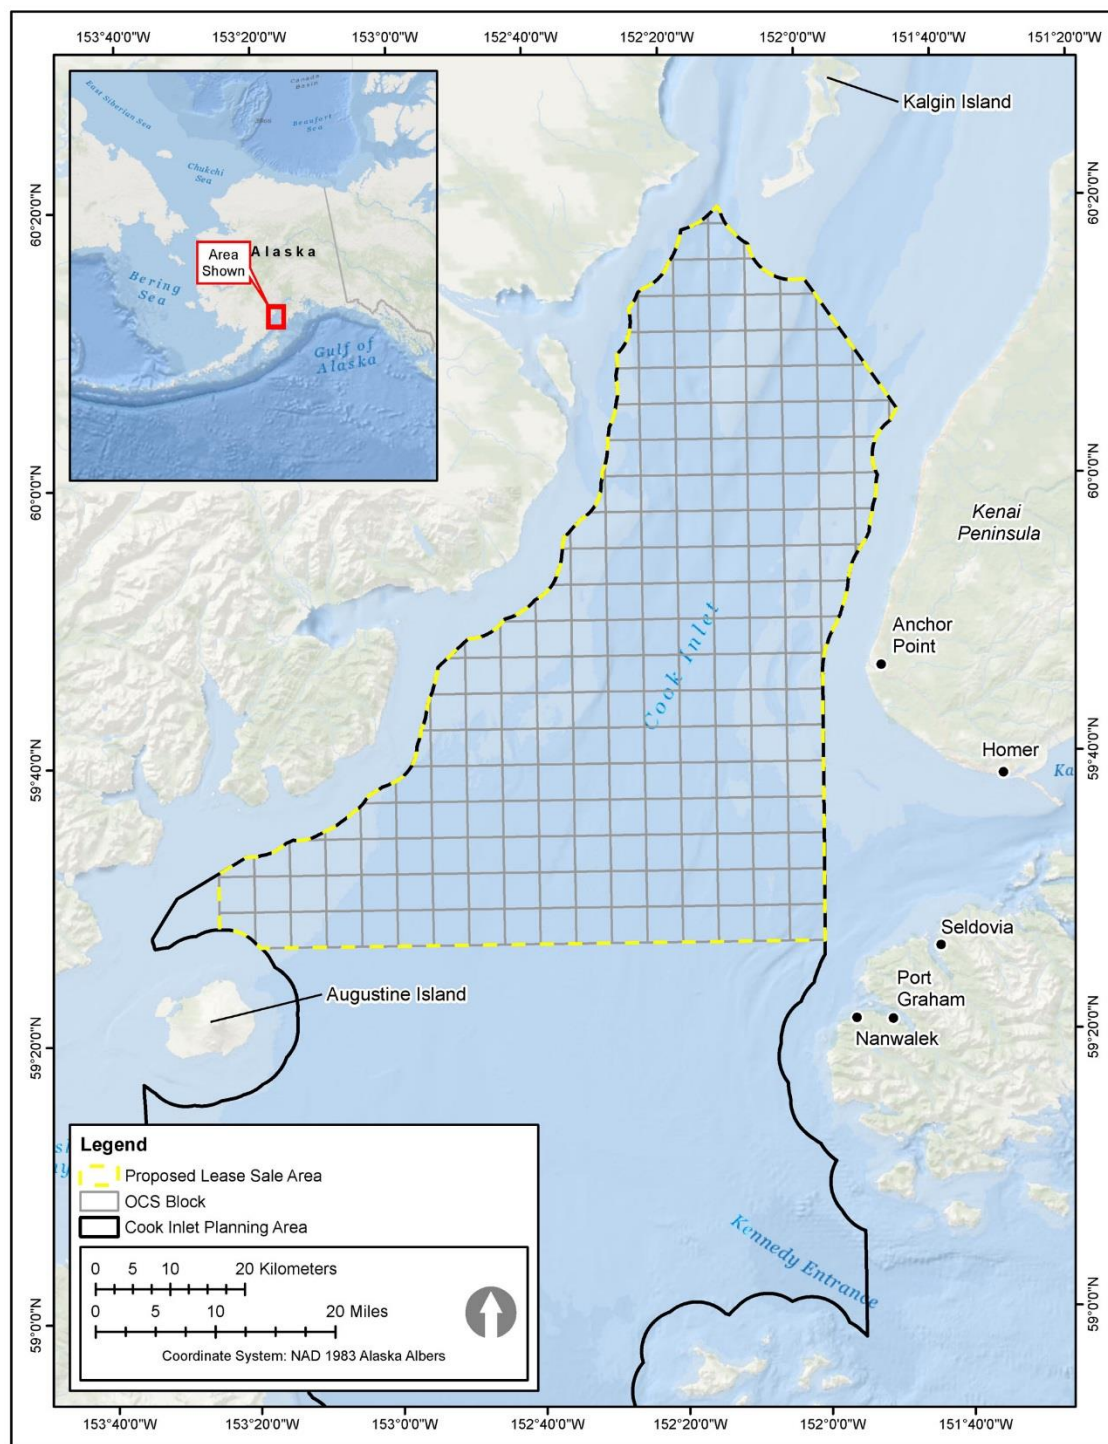 153°40'0"W 153°20'0"W 153°0'0"W 152°40'0"W 152°20'0"W 152°0'0"W 151°40'0"W 151°20'0"W
Kalgin Island
East Siberian Sea
Canada
Basin
Beaufort
Sea
Chukchi
Sea
60°20'0"N
60°20'0"N
Area
Shown
Alaska
Bering
Sea
Gulf of
Alaska
60°0'0"N
60°0'0"N
Kenai
Peninsula
Anchor
Point
Cook Inlet
59°40'0"N
59°40'0"N
Homer
Ka
Seldovia
Port
Graham
Nanwalek
Augustine Island
59°20'0"N
59°20'0"N
Legend
Proposed Lease Sale Area
OCS Block
Cook Inlet Planning Area
0 5 10 20 Kilometers
0 5 10 20 Miles
Coordinate System: NAD 1983 Alaska Albers
Kennedy Entrance
59°0'0"N
59°0'0"N
153°40'0"W 153°20'0"W 153°0'0"W 152°40'0"W 152°20'0"W 152°0'0"W 151°40'0"W